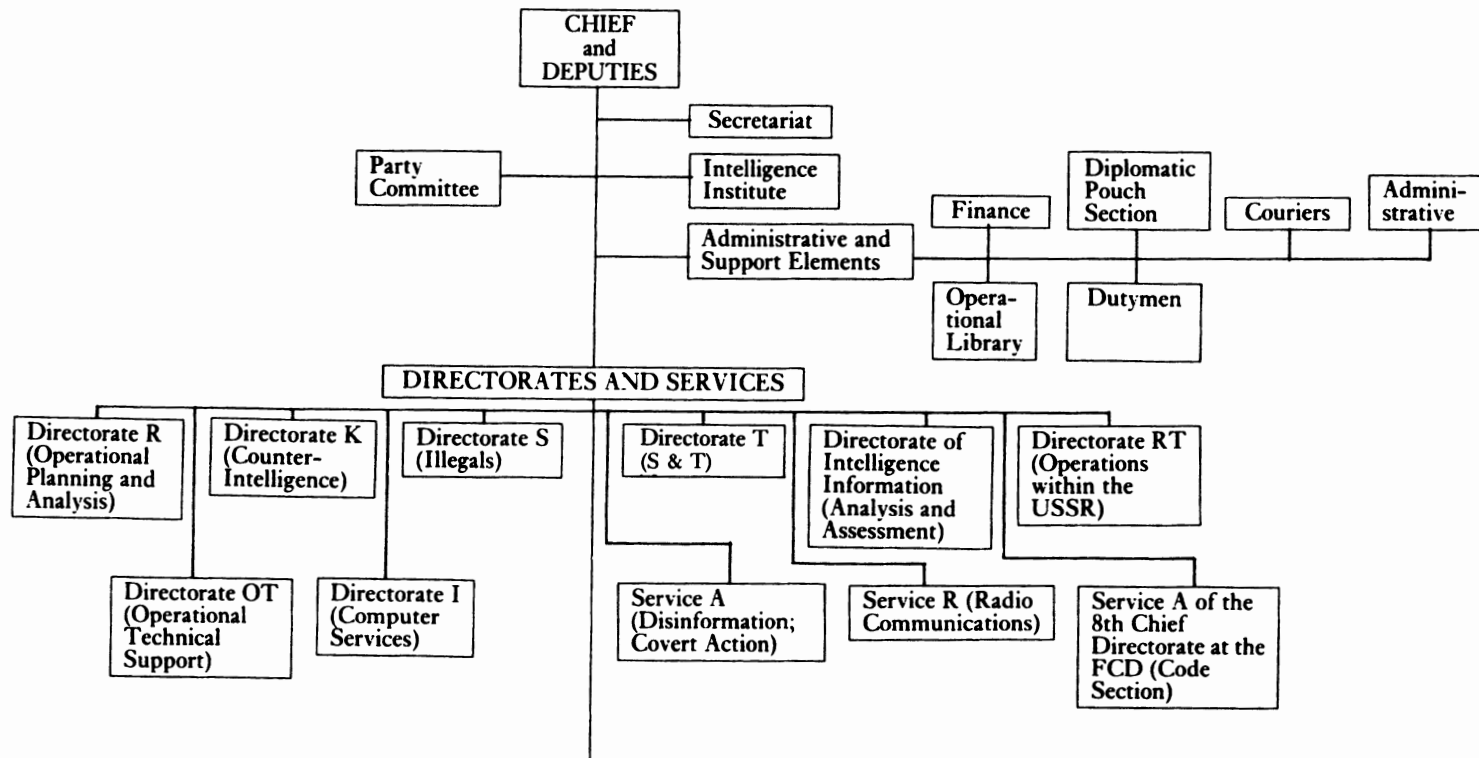 CHIEF
and
DEPUTIES
Secretariat
Party
Committee
Intelligence
Institute
Administrative and
Support Elements
Finance
Diplomatic
Pouch
Section
Couriers
Admini-
strative
Opera-
tional
Library
Dutymen
DIRECTORATES AND SERVICES
Directorate R
(Operational
Planning and
Analysis)
Directorate K
(Counter-
Intelligence)
Directorate S
(Illegals)
Directorate T
(S & T)
Directorate of
Intelligence
Information
(Analysis and
Assessment)
Directorate RT
(Operations
within the
USSR)
Directorate OT
(Operational
Technical
Support)
Directorate I
(Computer
Services)
Service A
(Disinformation;
Covert Action)
Service R (Radio
Communications)
Service A of the
8th Chief
Directorate at the
FCD (Code
Section)